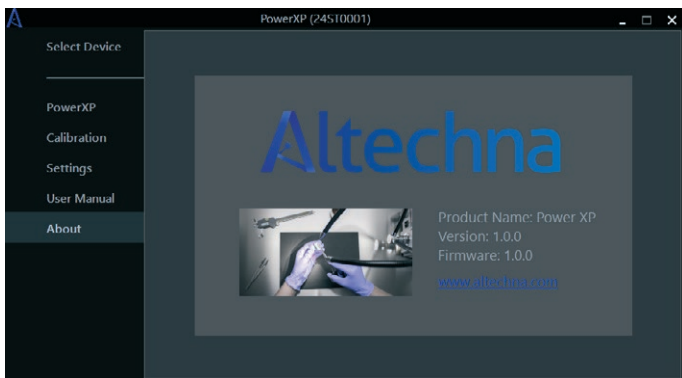 PowerXP (24ST0001)
Select Device
PowerXP
Calibration
Settings
User Manual
About
Altechna
Product Name: Power XP
Version: 1.0.0
Firmware: 1.0.0
www.altechna.com